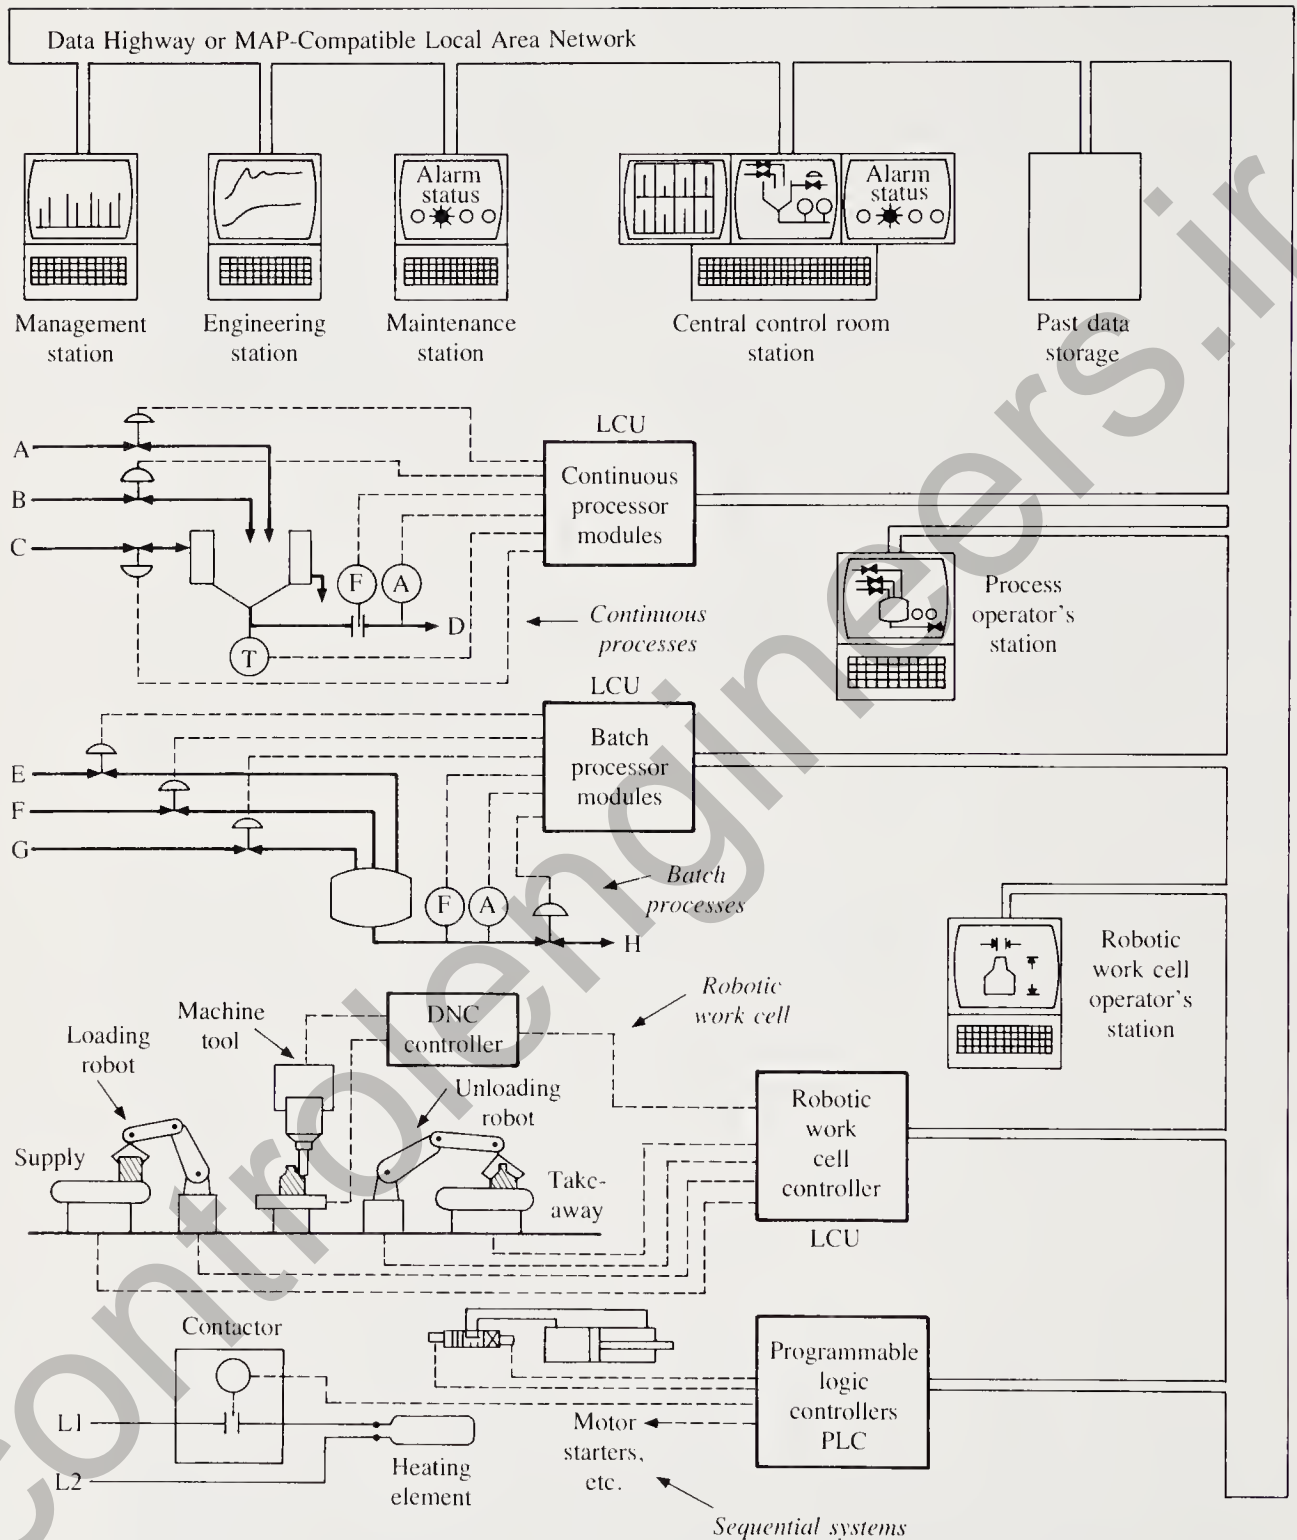 Data Highway or MAP-Compatible Local Area Network
Alarm
status
Alarm
status
Management
station
Engineering
station
Maintenance
station
Central control room
station
Past data
storage
LCU
Continuous
processor
modules
A
B
C
F
A
D
T
Continuous
processes
Process
operator's
station
LCU
Batch
processor
modules
E
F
G
F
A
H
Batch
processes
Robotic
work cell
operator's
station
Robotic
work cell
DNC
controller
Machine
tool
Loading
robot
Unloading
robot
Supply
Take-
away
Robotic
work
cell
controller
LCU
Contactor
L1
L2
Heating
element
Programmable
logic
controllers
PLC
Motor
starters,
etc.
Sequential systems
controlengineers.ir